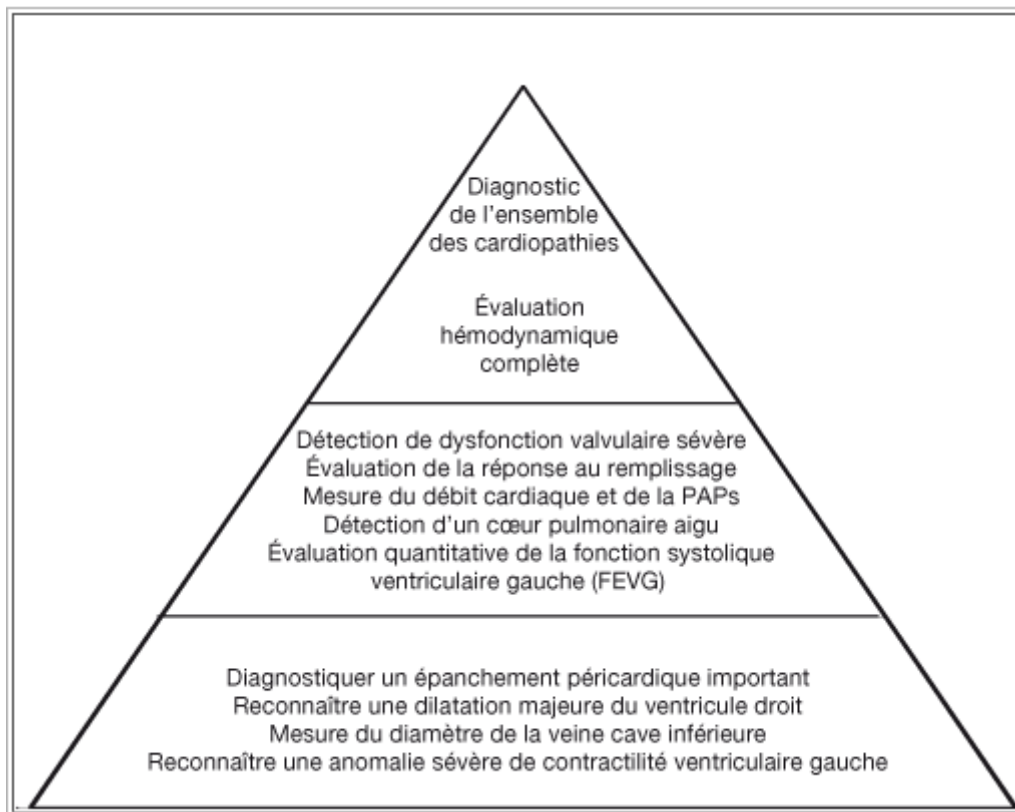 Diagnostic
de l'ensemble
des cardiopathies
Évaluation
hémodynamique
complète
Détection de dysfonction valvulaire sévère
Évaluation de la réponse au remplissage
Mesure du débit cardiaque et de la PAPs
Détection d'un cœur pulmonaire aigu
Évaluation quantitative de la fonction systolique
ventriculaire gauche (FEVG)
Diagnostiquer un épanchement péricardique important
Reconnaître une dilatation majeure du ventricule droit
Mesure du diamètre de la veine cave inférieure
Reconnaître une anomalie sévère de contractilité ventriculaire gauche